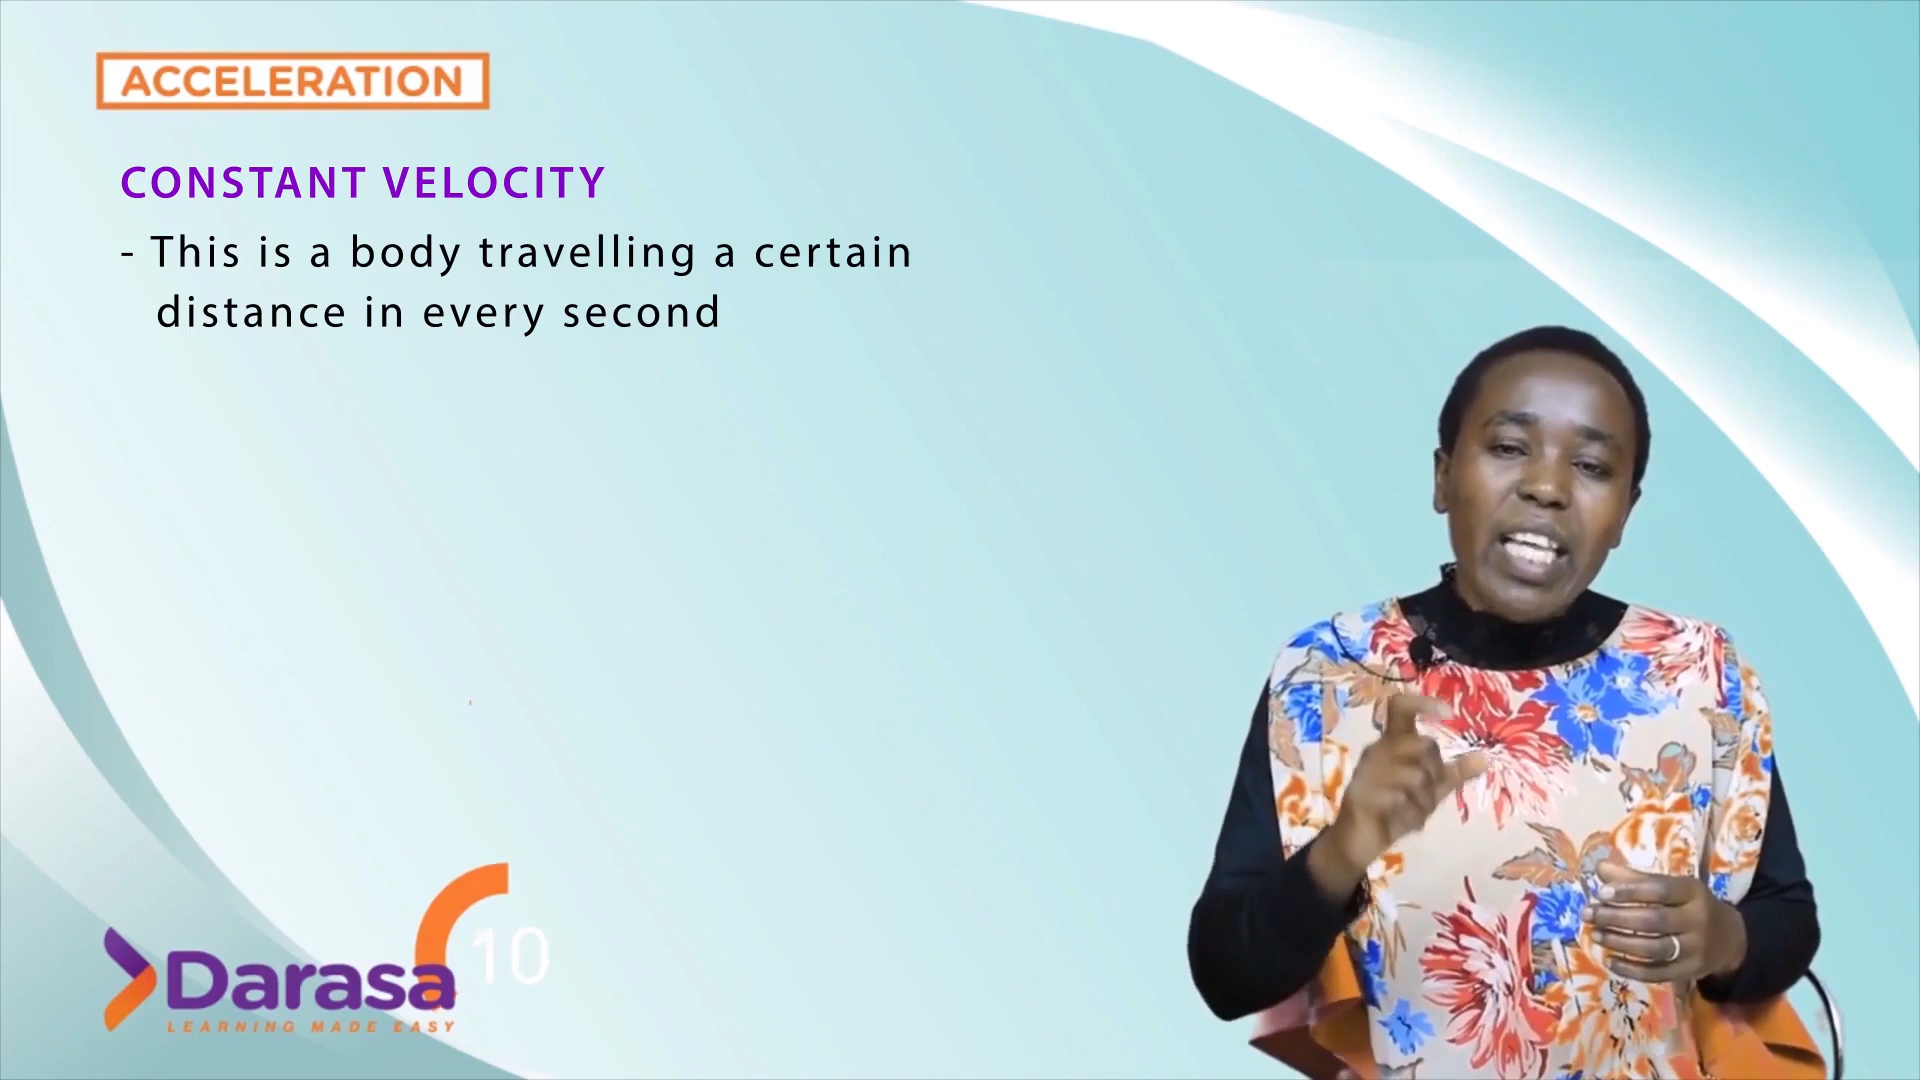 ACCELERATION
CONSTANT VELOCITY
- This is a body travelling a certain
distance in every second
10
Darasa
LEARNING MADE EASY